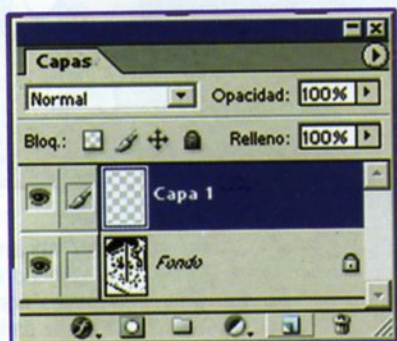 Capas
Normal Opacidad: 100%
Bloq.: Relleno: 100%
Capa 1
Fondo